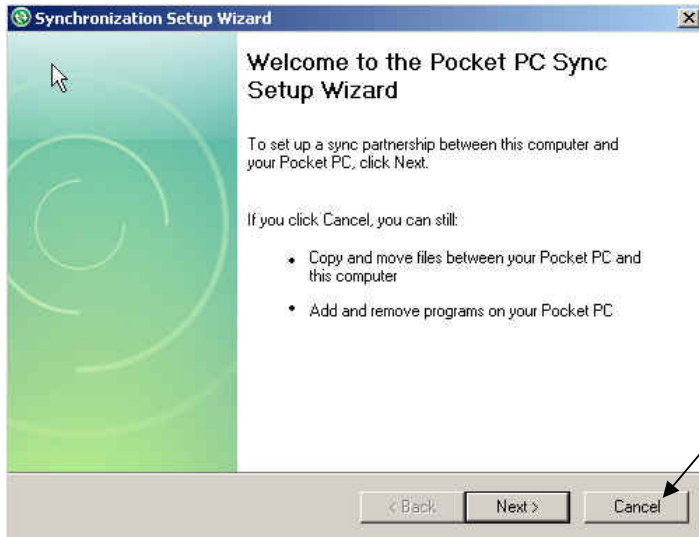 Synchronization Setup Wizard
Welcome to the Pocket PC Sync
Setup Wizard
To set up a sync partnership between this computer and
your Pocket PC, click Next.
If you click Cancel, you can still:
• Copy and move files between your Pocket PC and
this computer
• Add and remove programs on your Pocket PC
< Back Next > Cancel